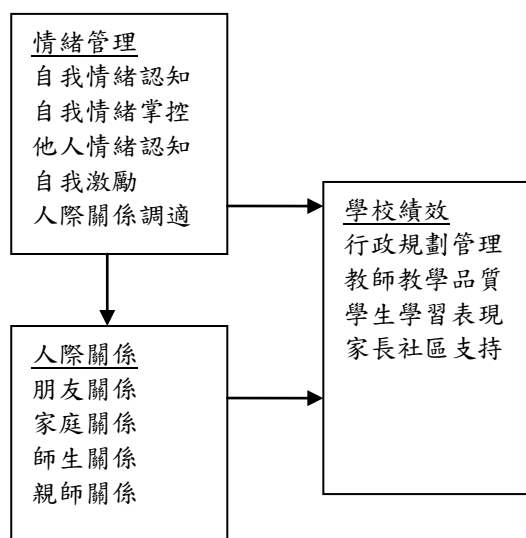 情緒管理
自我情緒認知
自我情緒掌控
他人情緒認知
自我激勵
人際關係調適
學校績效
行政規劃管理
教師教學品質
學生學習表現
家長社區支持
人際關係
朋友關係
家庭關係
師生關係
親師關係